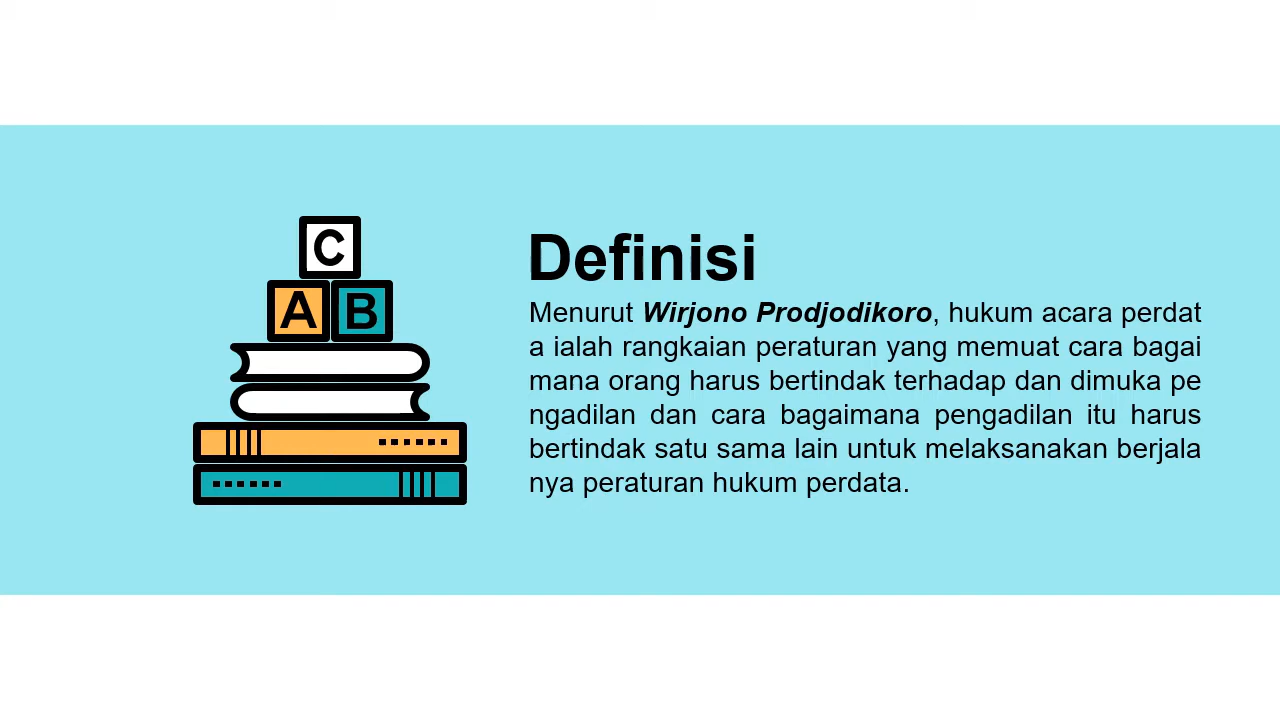 C
A B
Definisi
Menurut Wirjono Prodjodikoro, hukum acara perdat
a ialah rangkaian peraturan yang memuat cara bagai
mana orang harus bertindak terhadap dan dimuka pe
ngadilan dan cara bagaimana pengadilan itu harus
bertindak satu sama lain untuk melaksanakan berjala
nya peraturan hukum perdata.